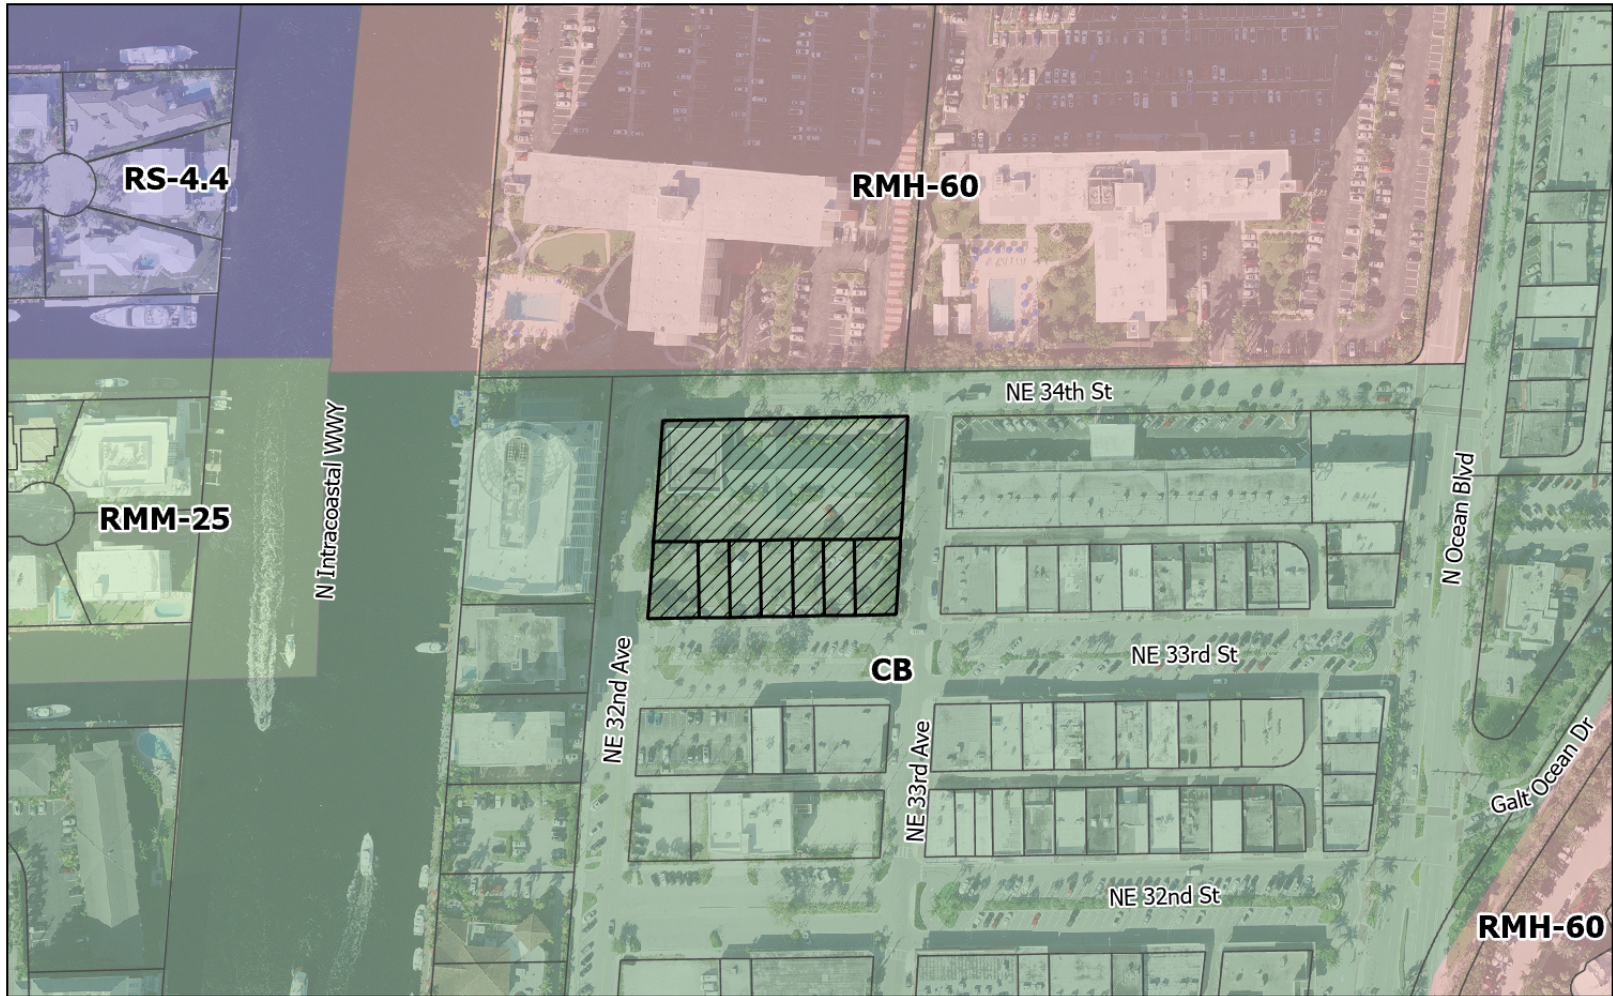 RS-4.4
RMH-60
NE 34th St
N Intracoastal WWY
N Ocean Blvd
RMM-25
NE 33rd St
CB
NE 32nd Ave
NE 33rd Ave
Galt Ocean Dr
NE 32nd St
RMH-60